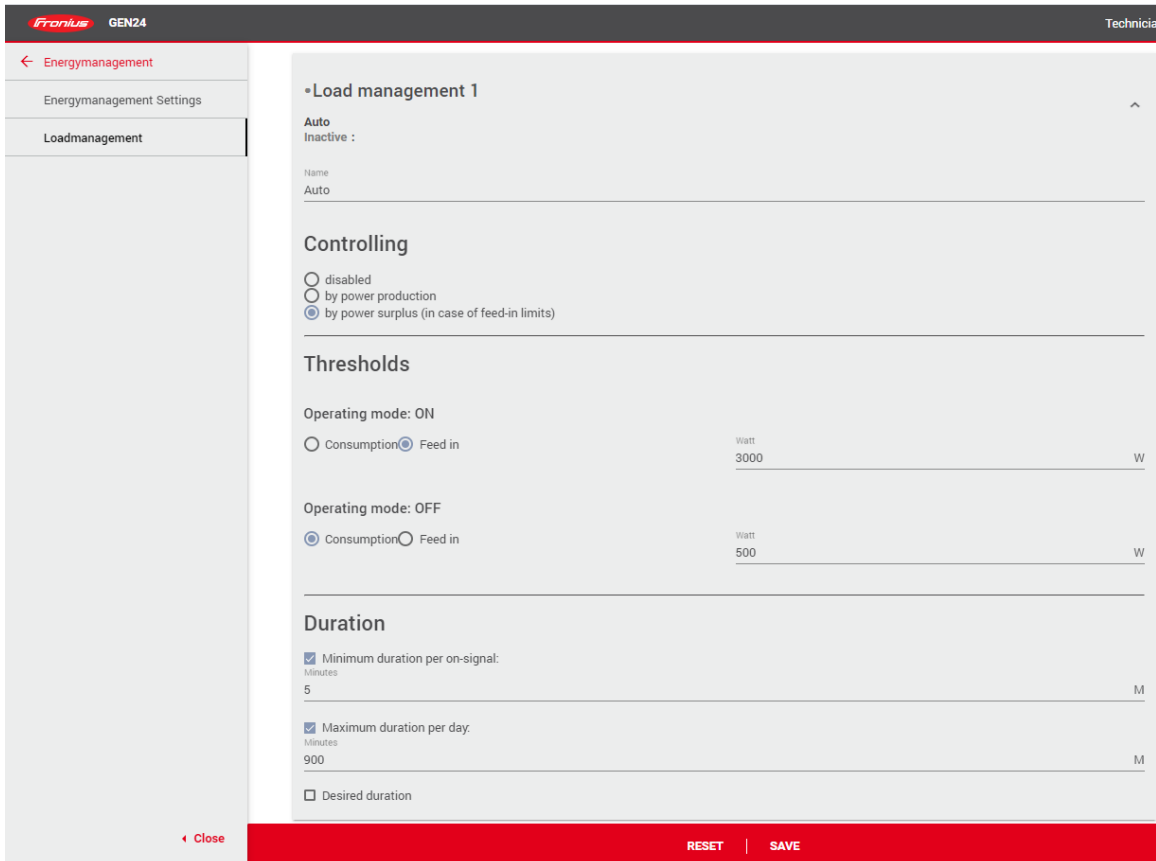 Fronius GEN24 Technicia
Energymanagement
Energymanagement Settings
Loadmanagement
Close
•Load management 1
Auto
Inactive :
Name
Auto
Controlling
disabled
by power production
by power surplus (in case of feed-in limits)
Thresholds
Operating mode: ON
Consumption Feed in
Watt
3000 W
Operating mode: OFF
Consumption Feed in
Watt
500 W
Duration
Minimum duration per on-signal:
Minutes
5 M
Maximum duration per day:
Minutes
900 M
Desired duration
RESET | SAVE